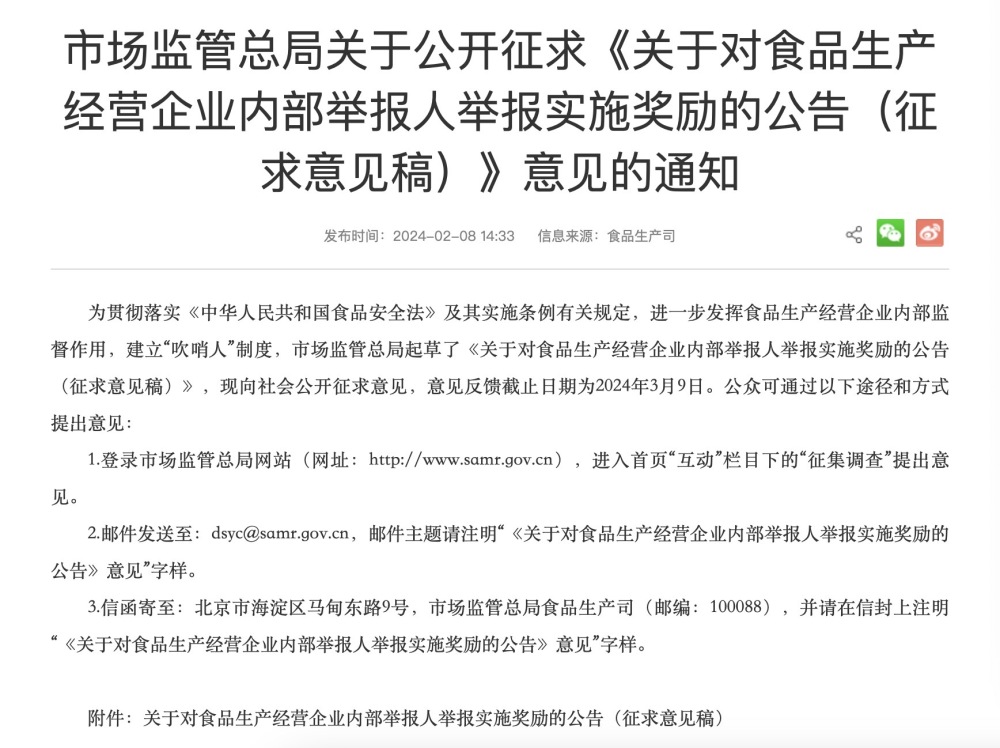 市场监管总局关于公开征求《关于对食品生产
经营企业内部举报人举报实施奖励的公告（征
求意见稿）》意见的通知
发布时间：2024-02-08 14:33 信息来源：食品生产司
为贯彻落实《中华人民共和国食品安全法》及其实施条例有关规定，进一步发挥食品生产经营企业内部监
督作用，建立“吹哨人”制度，市场监管总局起草了《关于对食品生产经营企业内部举报人举报实施奖励的公告
（征求意见稿）》，现向社会公开征求意见，意见反馈截止日期为2024年3月9日。公众可通过以下途径和方式
提出意见：
1.登录市场监管总局网站（网址：http://www.samr.gov.cn），进入首页“互动”栏目下的“征集调查”提出意
见。
2.邮件发送至：dsyc@samr.gov.cn，邮件主题请注明“《关于对食品生产经营企业内部举报人举报实施奖励的
公告》意见”字样。
3.信函寄至：北京市海淀区马甸东路9号，市场监管总局食品生产司（邮编：100088），并请在信封上注明
“《关于对食品生产经营企业内部举报人举报实施奖励的公告》意见”字样。
附件：关于对食品生产经营企业内部举报人举报实施奖励的公告（征求意见稿）